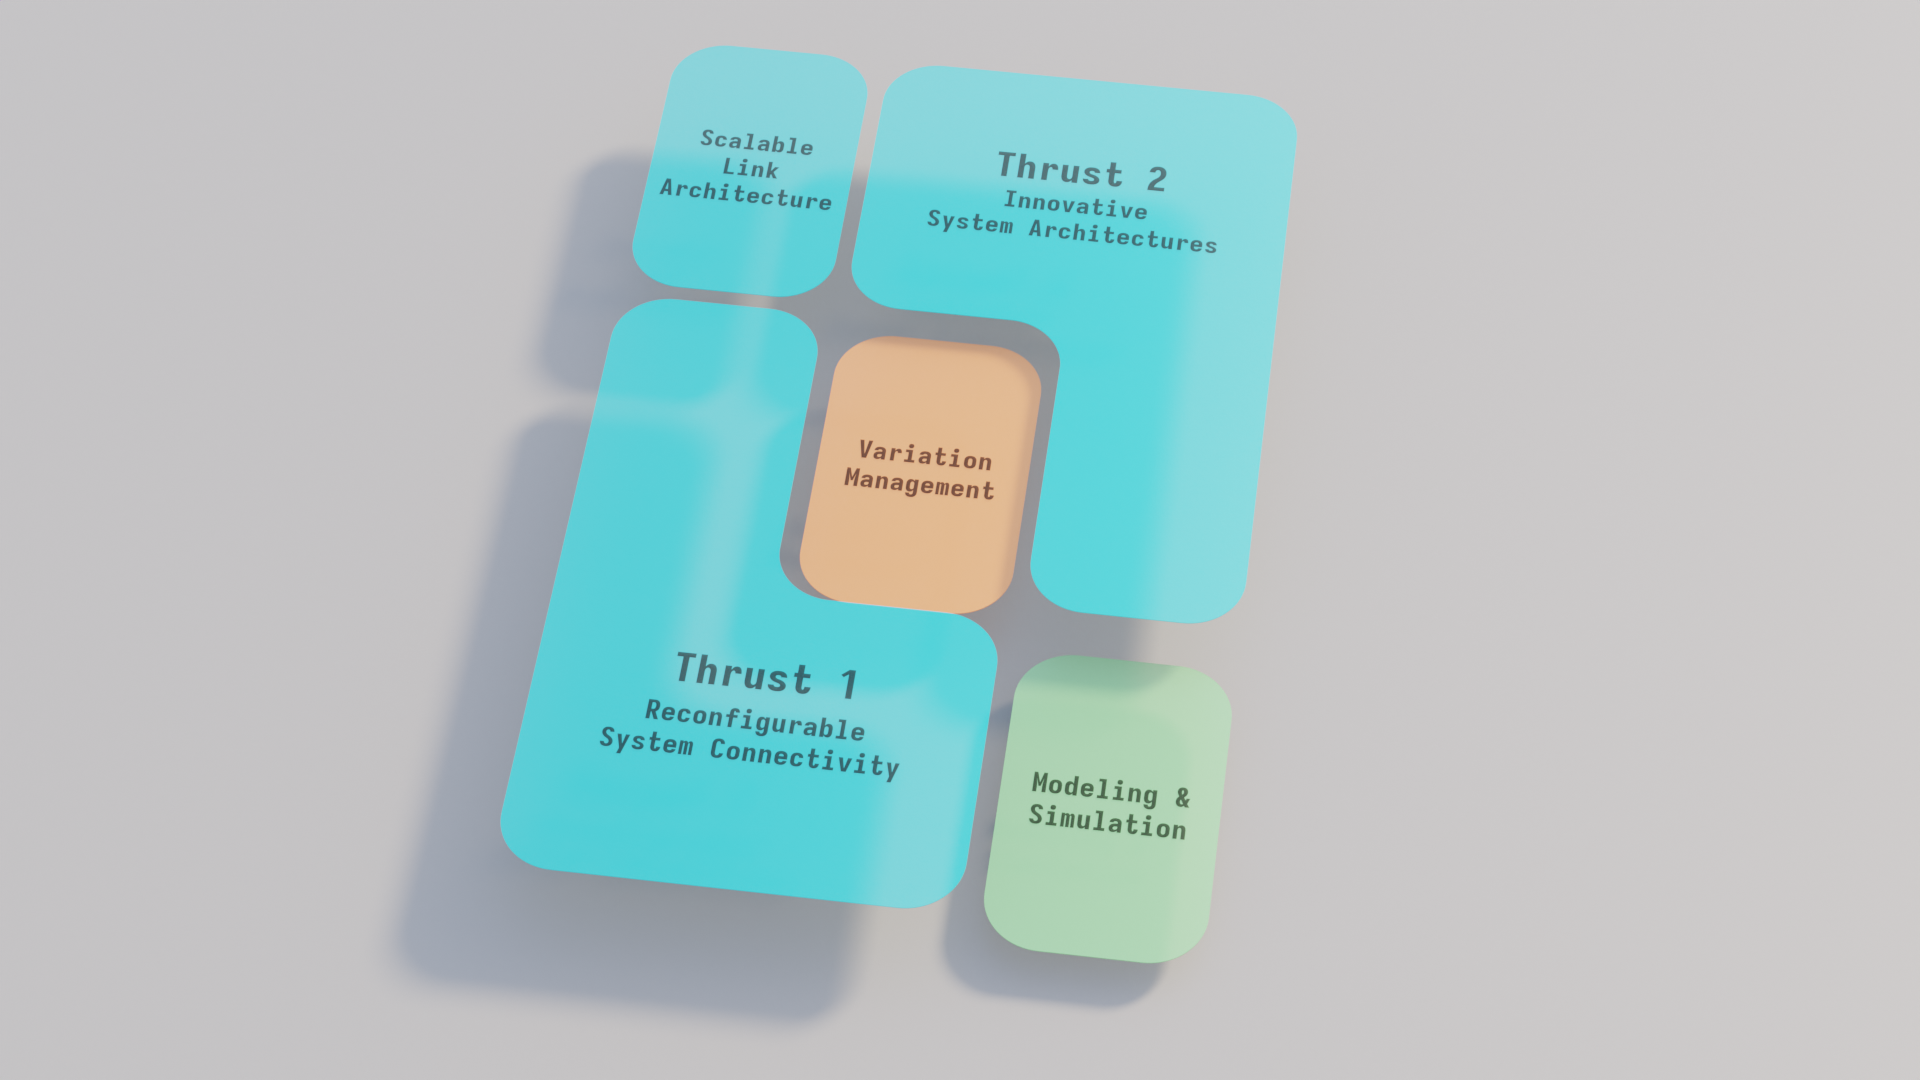 Scalable
Link
Architecture
Thrust 2
Innovative
System Architectures
Variation
Management
Thrust 1
Reconfigurable
System Connectivity
Modeling &
Simulation